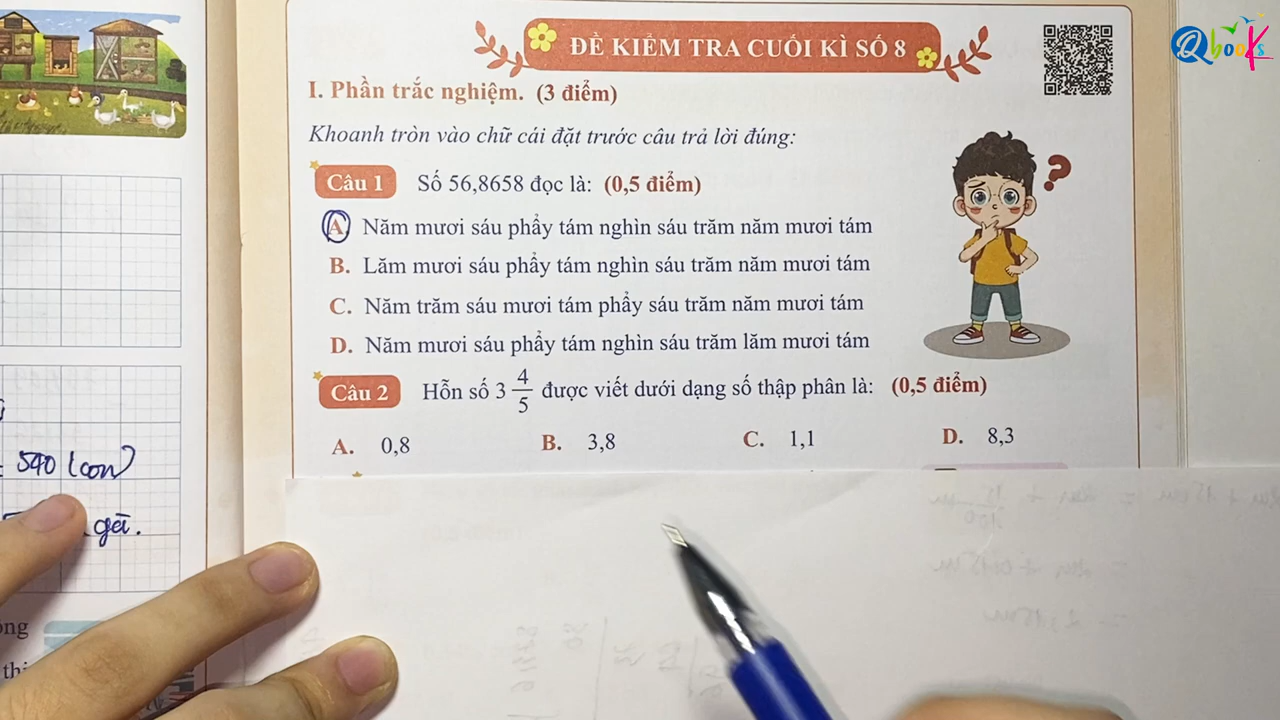 Qbooks
ĐỀ KIỂM TRA CUỐI KÌ SỐ 8
I. Phần trắc nghiệm. (3 điểm)
Khoanh tròn vào chữ cái đặt trước câu trả lời đúng:
Câu 1 Số 56,8658 đọc là: (0,5 điểm)
A. Năm mươi sáu phẩy tám nghìn sáu trăm năm mươi tám
B. Lăm mươi sáu phẩy tám nghìn sáu trăm năm mươi tám
C. Năm trăm sáu mươi tám phẩy sáu trăm năm mươi tám
D. Năm mươi sáu phẩy tám nghìn sáu trăm lăm mươi tám
Câu 2 Hỗn số 3 4/5 được viết dưới dạng số thập phân là: (0,5 điểm)
A. 0,8 B. 3,8 C. 1,1 D. 8,3
540 (con)
gà.